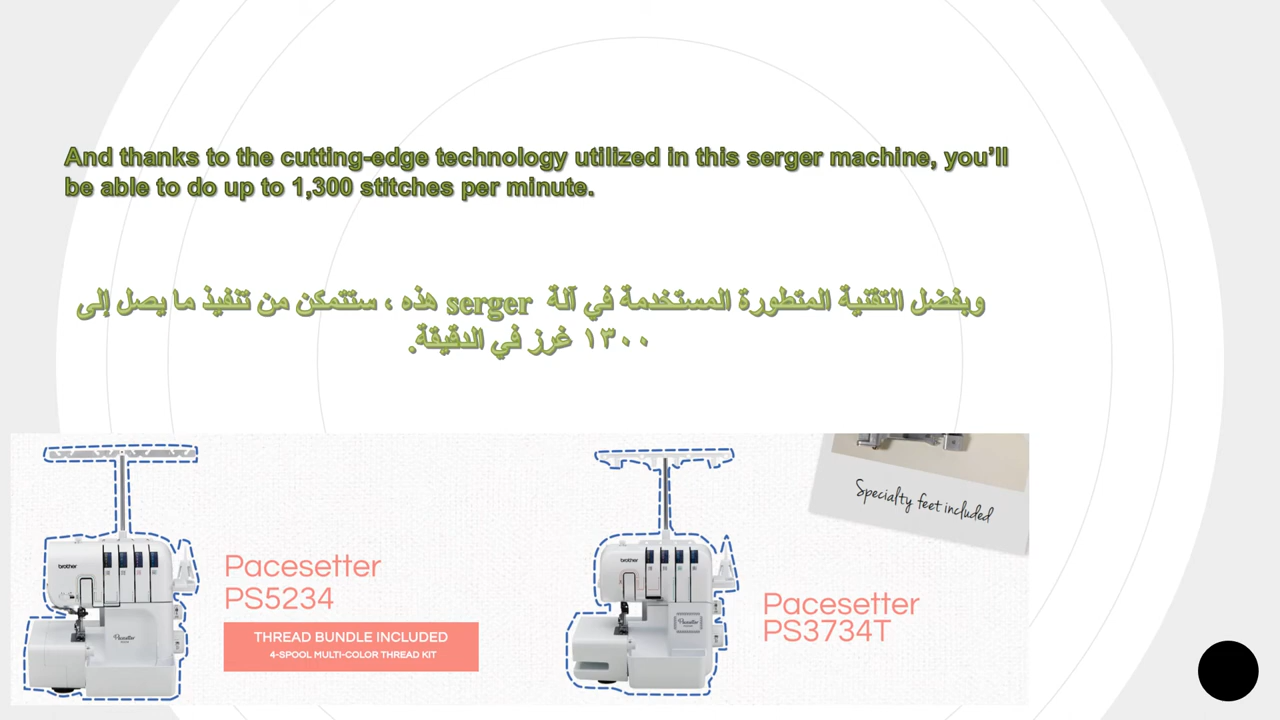 And thanks to the cutting-edge technology utilized in this serger machine, you'll
be able to do up to 1,300 stitches per minute.
وبفضل التقنية المتطورة المستخدمة في آلة serger هذه ، ستتمكن من تنفيذ ما يصل إلى
١٣٠٠ غرز في الدقيقة.
Specialty feet included
brother
Pacesetter
PS5234
THREAD BUNDLE INCLUDED
4-SPOOL MULTI-COLOR THREAD KIT
Pacesetter
brother
Pacesetter
PS3734T